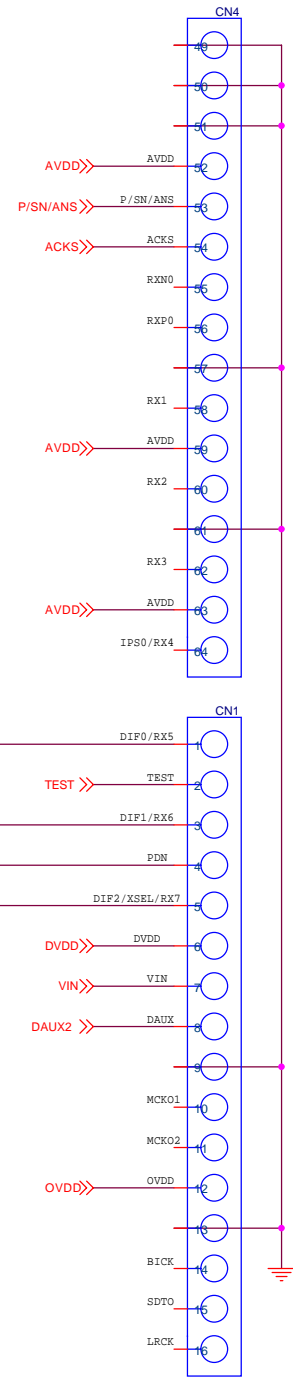 CN4
49
50
51
AVDD AVDD 52
P/SN/ANS P/SN/ANS 53
ACKS ACKS 54
RXN0 55
RXP0 56
57
RX1 58
AVDD AVDD 59
RX2 60
61
RX3 62
AVDD AVDD 63
IPS0/RX4 64
CN1
DIF0/RX5 1
TEST TEST 2
DIF1/RX6 3
PDN 4
DIF2/XSEL/RX7 5
DVDD DVDD 6
VIN VIN 7
DAUX2 DAUX 8
9
MCKO1 10
MCKO2 11
OVDD OVDD 12
13
BICK 14
SDTO 15
LRCK 16